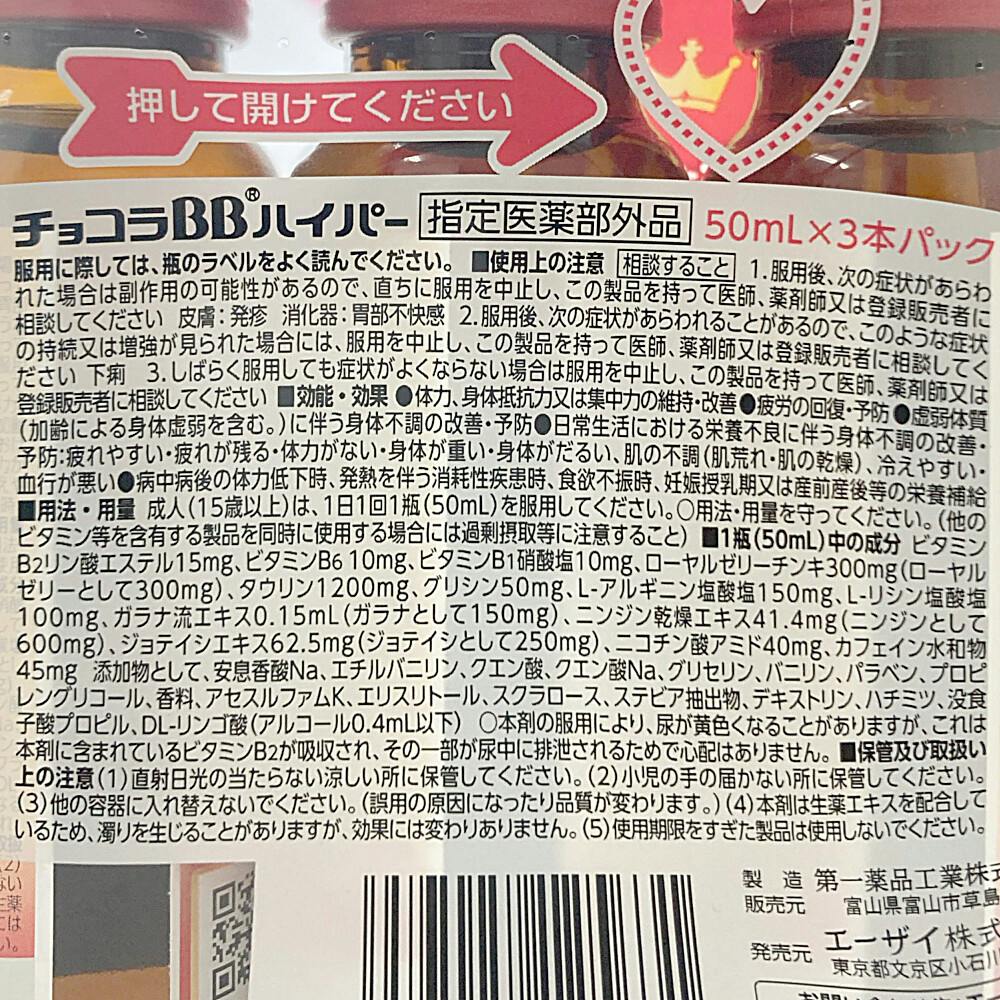 押して開けてください
チョコラBB®ハイパー 指定医薬部外品 50mL×3本パック
服用に際しては、瓶のラベルをよく読んでください。 ■使用上の注意 相談すること 1.服用後、次の症状があらわ
れた場合は副作用の可能性があるので、直ちに服用を中止し、この製品を持って医師、薬剤師又は登録販売者に
相談してください 皮膚：発疹 消化器：胃部不快感 2.服用後、次の症状があらわれることがあるので、このような症状
の持続又は増強が見られた場合には、服用を中止し、この製品を持って医師、薬剤師又は登録販売者に相談してく
ださい 下痢 3.しばらく服用しても症状がよくならない場合は服用を中止し、この製品を持って医師、薬剤師又は
登録販売者に相談してください ■効能・効果 ●体力、身体抵抗力又は集中力の維持・改善●疲労の回復・予防●虚弱体質
(加齢による身体虚弱を含む。)に伴う身体不調の改善・予防●日常生活における栄養不良に伴う身体不調の改善・
予防:疲れやすい・疲れが残る・体力がない・身体が重い・身体がだるい、肌の不調(肌荒れ・肌の乾燥)、冷えやすい・
血行が悪い●病中病後の体力低下時、発熱を伴う消耗性疾患時、食欲不振時、妊娠授乳期又は産前産後等の栄養補給
■用法・用量 成人(15歳以上)は、1日1回1瓶(50mL)を服用してください。○用法・用量を守ってください。(他の
ビタミン等を含有する製品を同時に使用する場合には過剰摂取等に注意すること) ■1瓶(50mL)中の成分 ビタミン
B2リン酸エステル15mg、ビタミンB6 10mg、ビタミンB1硝酸塩10mg、ローヤルゼリーチンキ300mg(ローヤル
ゼリーとして300mg)、タウリン1200mg、グリシン50mg、L-アルギニン塩酸塩150mg、L-リシン塩酸塩
100mg、ガラナ流エキス0.15mL(ガラナとして150mg)、ニンジン乾燥エキス41.4mg(ニンジンとして
600mg)、ジョテイシエキス62.5mg(ジョテイシとして250mg)、ニコチン酸アミド40mg、カフェイン水和物
45mg 添加物として、安息香酸Na、エチルバニリン、クエン酸、クエン酸Na、グリセリン、バニリン、パラベン、プロピ
レングリコール、香料、アセスルファムK、エリスリトール、スクラロース、ステビア抽出物、デキストリン、ハチミツ、没食
子酸プロピル、DL-リンゴ酸(アルコール0.4mL以下) ○本剤の服用により、尿が黄色くなることがありますが、これは
本剤に含まれているビタミンB2が吸収され、その一部が尿中に排泄されるためで心配はありません。■保管及び取扱い
上の注意(1)直射日光の当たらない涼しい所に保管してください。(2)小児の手の届かない所に保管してください。
(3)他の容器に入れ替えないでください。(誤用の原因になったり品質が変わります。)(4)本剤は生薬エキスを配合して
いるため、濁りを生じることがありますが、効果には変わりありません。(5)使用期限をすぎた製品は使用しないでください。
製造 第一薬品工業株式
販売元 富山県富山市草島
発売元 エーザイ株式
東京都文京区小石川